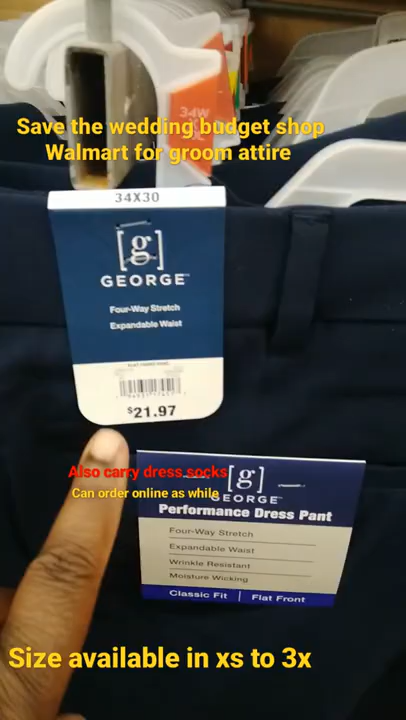 34W
Save the wedding budget shop
Walmart for groom attire
34X30
[g]
GEORGE™
Four-Way Stretch
Expandable Waist
$21.97
Also carry dress socks
Can order online as while
[g]
GEORGE™
Performance Dress Pant
Four-Way Stretch
Expandable Waist
Wrinkle Resistant
Moisture Wicking
Classic Fit | Flat Front
Size available in xs to 3x